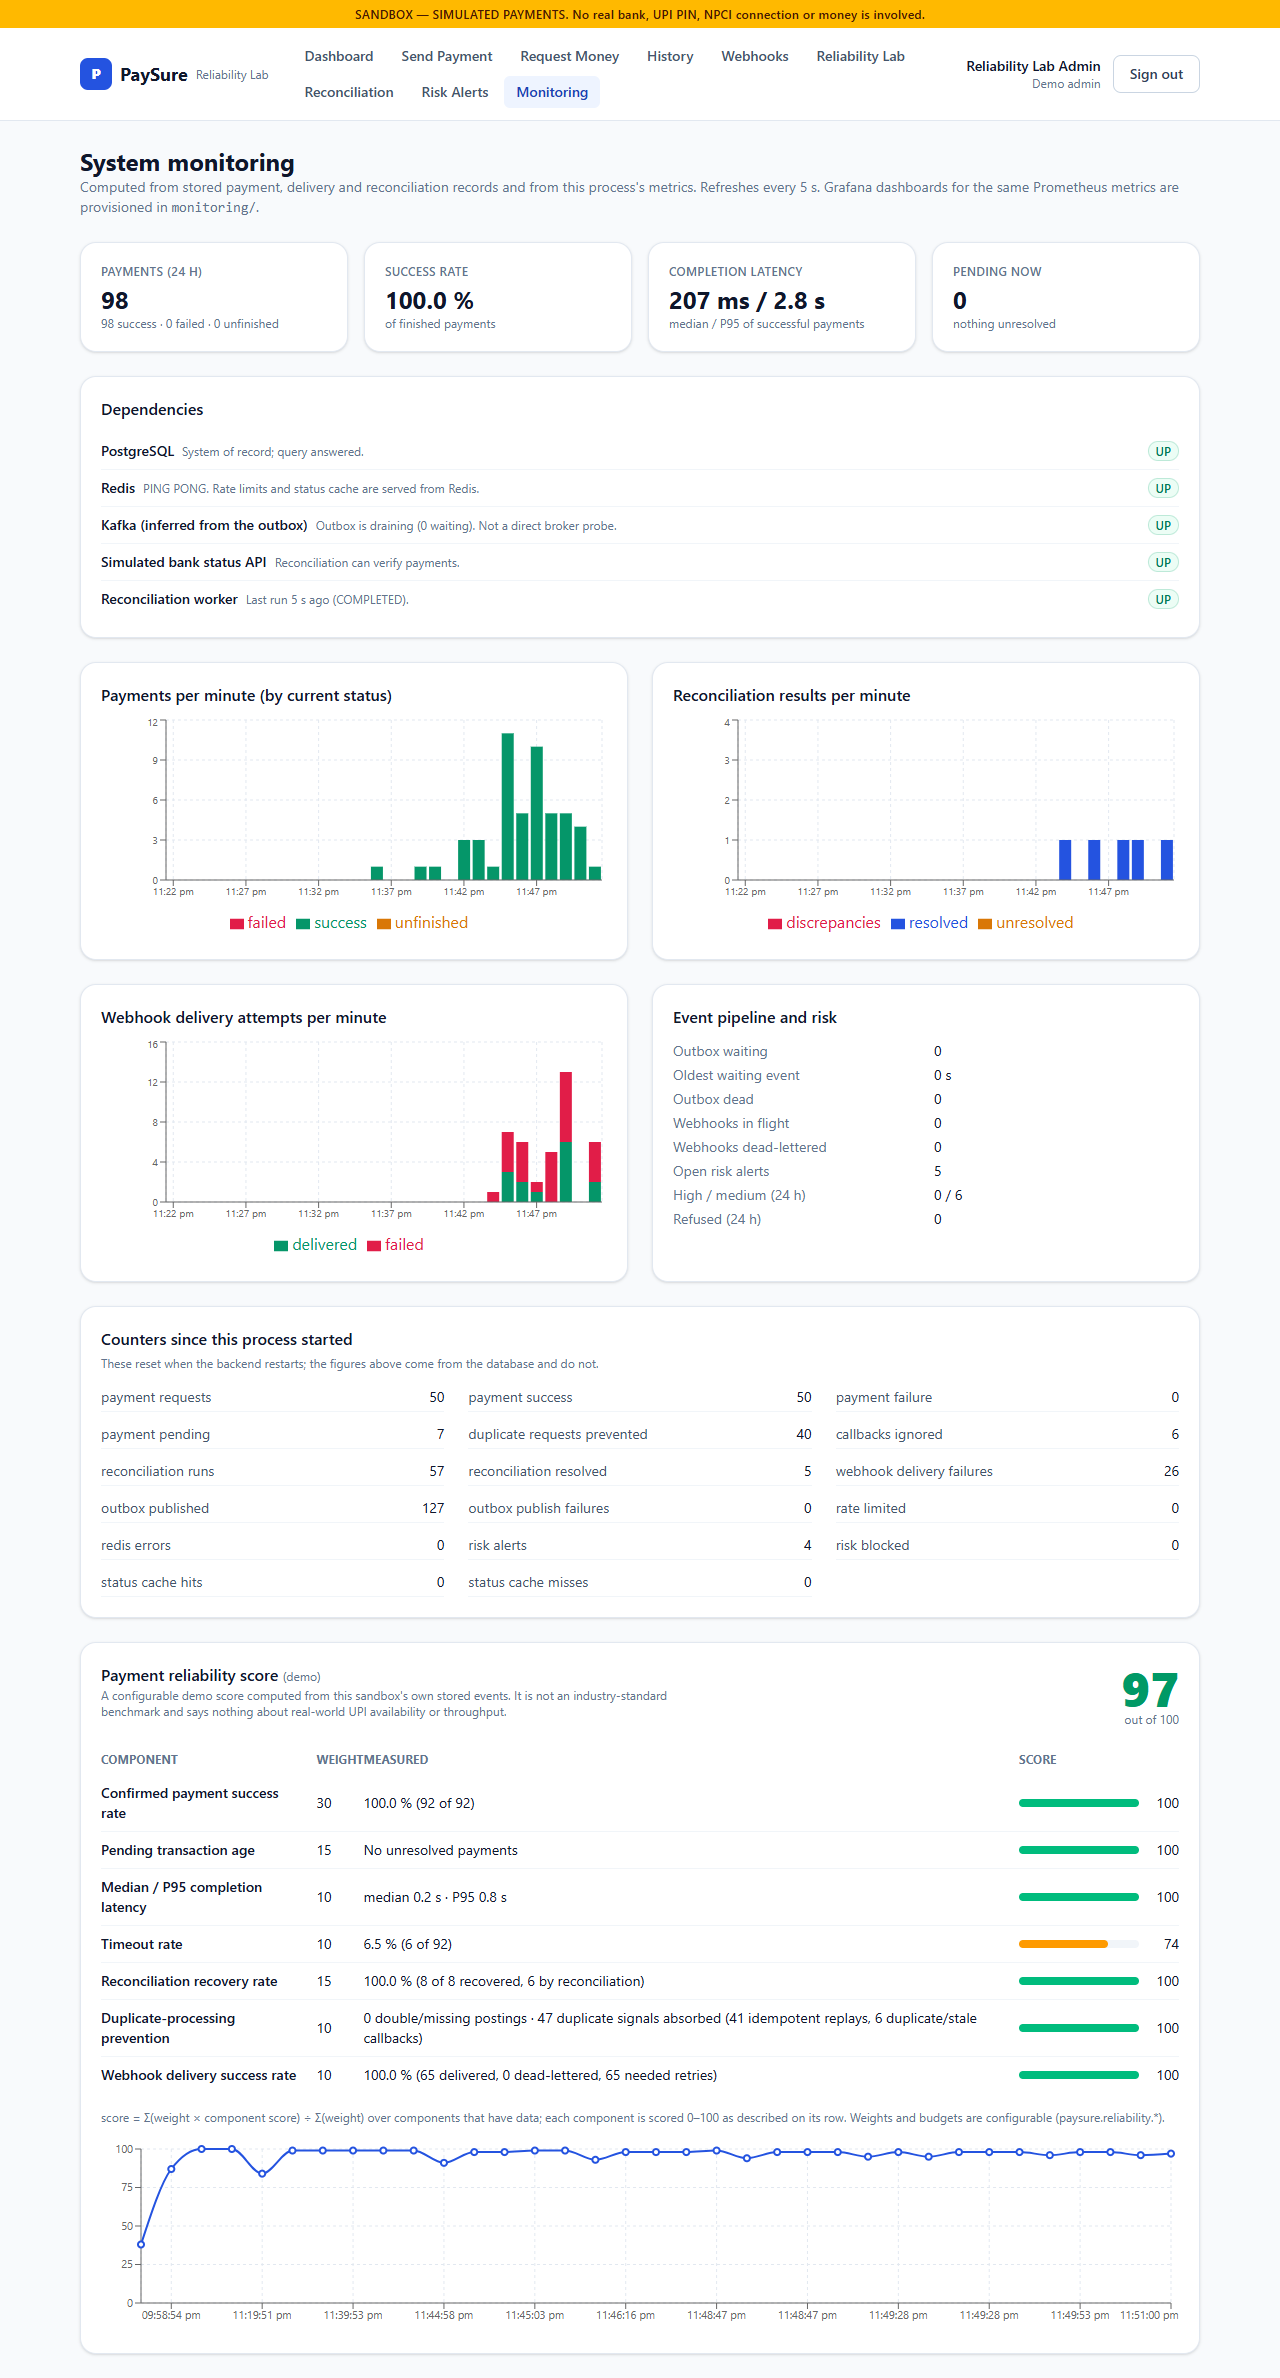 SANDBOX — SIMULATED PAYMENTS. No real bank, UPI PIN, NPCI connection or money is involved.
P PaySure Reliability Lab
Dashboard Send Payment Request Money History Webhooks Reliability Lab
Reconciliation Risk Alerts Monitoring
Reliability Lab Admin
Demo admin
Sign out
System monitoring
Computed from stored payment, delivery and reconciliation records and from this process's metrics. Refreshes every 5 s. Grafana dashboards for the same Prometheus metrics are
provisioned in monitoring/.
PAYMENTS (24 H)
98
98 success · 0 failed · 0 unfinished
SUCCESS RATE
100.0 %
of finished payments
COMPLETION LATENCY
207 ms / 2.8 s
median / P95 of successful payments
PENDING NOW
0
nothing unresolved
Dependencies
PostgreSQL System of record; query answered. UP
Redis PING PONG. Rate limits and status cache are served from Redis. UP
Kafka (inferred from the outbox) Outbox is draining (0 waiting). Not a direct broker probe. UP
Simulated bank status API Reconciliation can verify payments. UP
Reconciliation worker Last run 5 s ago (COMPLETED). UP
Payments per minute (by current status)
12
9
6
3
0
11:22 pm 11:27 pm 11:32 pm 11:37 pm 11:42 pm 11:47 pm
failed success unfinished
Reconciliation results per minute
4
3
2
1
0
11:22 pm 11:27 pm 11:32 pm 11:37 pm 11:42 pm 11:47 pm
discrepancies resolved unresolved
Webhook delivery attempts per minute
16
12
8
4
0
11:22 pm 11:27 pm 11:32 pm 11:37 pm 11:42 pm 11:47 pm
delivered failed
Event pipeline and risk
Outbox waiting 0
Oldest waiting event 0 s
Outbox dead 0
Webhooks in flight 0
Webhooks dead-lettered 0
Open risk alerts 5
High / medium (24 h) 0 / 6
Refused (24 h) 0
Counters since this process started
These reset when the backend restarts; the figures above come from the database and do not.
payment requests 50 payment success 50 payment failure 0
payment pending 7 duplicate requests prevented 40 callbacks ignored 6
reconciliation runs 57 reconciliation resolved 5 webhook delivery failures 26
outbox published 127 outbox publish failures 0 rate limited 0
redis errors 0 risk alerts 4 risk blocked 0
status cache hits 0 status cache misses 0
Payment reliability score (demo)
A configurable demo score computed from this sandbox's own stored events. It is not an industry-standard
benchmark and says nothing about real-world UPI availability or throughput.
97
out of 100
COMPONENT WEIGHT MEASURED SCORE
Confirmed payment success
rate 30 100.0 % (92 of 92) 100
Pending transaction age 15 No unresolved payments 100
Median / P95 completion
latency 10 median 0.2 s · P95 0.8 s 100
Timeout rate 10 6.5 % (6 of 92) 74
Reconciliation recovery rate 15 100.0 % (8 of 8 recovered, 6 by reconciliation) 100
Duplicate-processing
prevention 10 0 double/missing postings · 47 duplicate signals absorbed (41 idempotent replays, 6 duplicate/stale
callbacks) 100
Webhook delivery success rate 10 100.0 % (65 delivered, 0 dead-lettered, 65 needed retries) 100
score = Σ(weight × component score) ÷ Σ(weight) over components that have data; each component is scored 0–100 as described on its row. Weights and budgets are configurable (paysure.reliability.*).
100
75
50
25
0
09:58:54 pm 11:19:51 pm 11:39:53 pm 11:44:58 pm 11:45:03 pm 11:46:16 pm 11:48:47 pm 11:48:47 pm 11:49:28 pm 11:49:28 pm 11:49:53 pm 11:51:00 pm